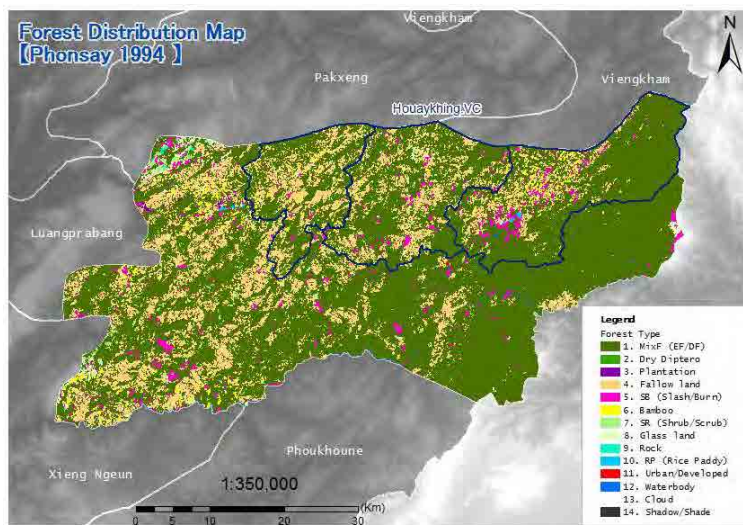 Forest Distribution Map
【Phonsay 1994 】
Viengkham
N
Pakxeng
Viengkham
Houaykhing.VC
Luangprabang
Legend
Forest Type
1. MixF (EF/DF)
2. Dry Diptero
3. Plantation
4. Fallow land
5. SB (Slash/Burn)
6. Bamboo
7. SR (Shrub/Scrub)
8. Glass land
9. Rock
10. RP (Rice Paddy)
11. Urban/Developed
12. Waterbody
13. Cloud
14. Shadow/Shade
Phoukhoune
Xieng Ngeun
1:350,000
(Km)
0 5 10 20 30